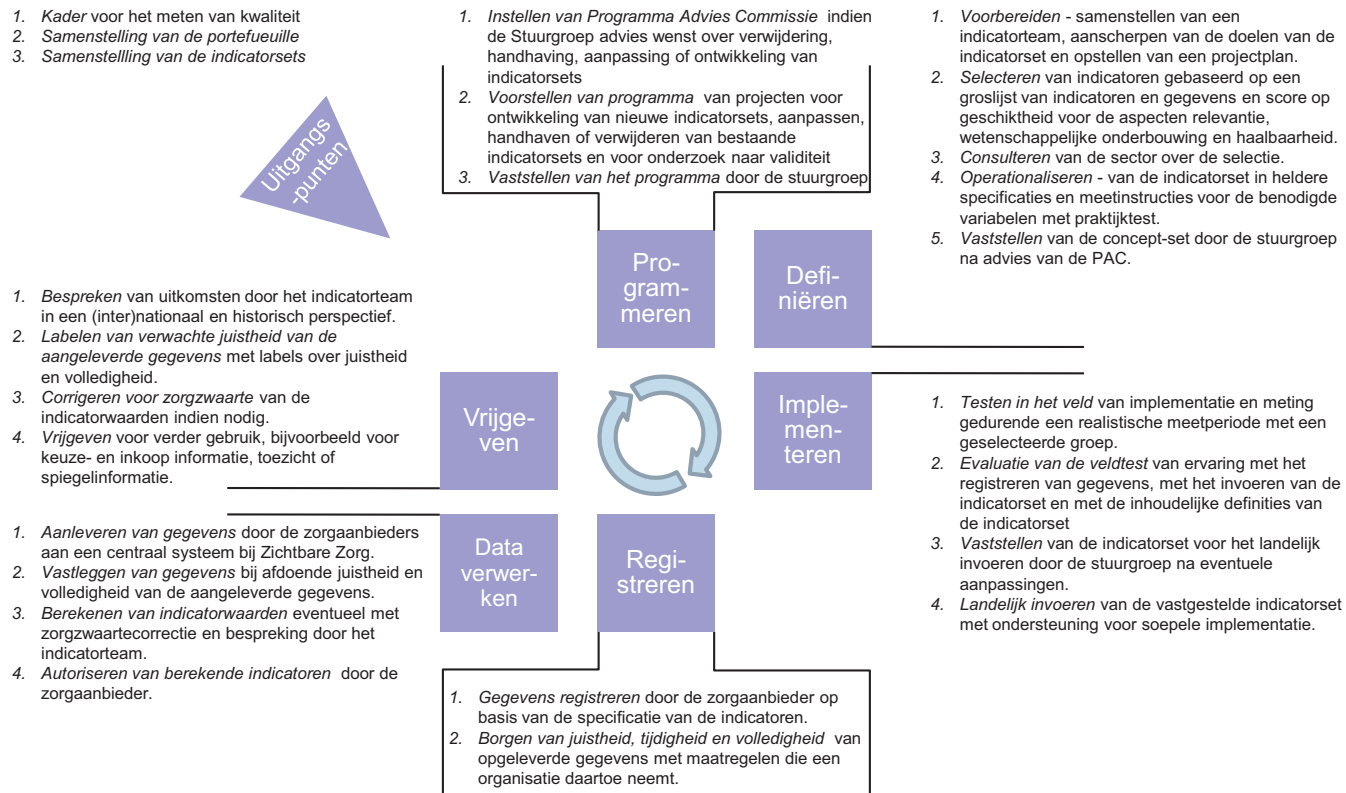 1. Kader voor het meten van kwaliteit
2. Samenstelling van de portefueuille
3. Samenstellling van de indicatorsets
Uitgangs
-punten
1. Instellen van Programma Advies Commissie indien
de Stuurgroep advies wenst over verwijdering,
handhaving, aanpassing of ontwikkeling van
indicatorsets
2. Voorstellen van programma van projecten voor
ontwikkeling van nieuwe indicatorsets, aanpassen,
handhaven of verwijderen van bestaande
indicatorsets en voor onderzoek naar validiteit
3. Vaststellen van het programma door de stuurgroep
1. Voorbereiden - samenstellen van een
indicatorteam, aanscherpen van de doelen van de
indicatorset en opstellen van een projectplan.
2. Selecteren van indicatoren gebaseerd op een
groslijst van indicatoren en gegevens en score op
geschiktheid voor de aspecten relevantie,
wetenschappelijke onderbouwing en haalbaarheid.
3. Consulteren van de sector over de selectie.
4. Operationaliseren - van de indicatorset in heldere
specificaties en meetinstructies voor de benodigde
variabelen met praktijktest.
5. Vaststellen van de concept-set door de stuurgroep
na advies van de PAC.
Pro-
gram-
meren
Defi-
niëren
1. Bespreken van uitkomsten door het indicatorteam
in een (inter)nationaal en historisch perspectief.
2. Labelen van verwachte juistheid van de
aangeleverde gegevens met labels over juistheid
en volledigheid.
3. Corrigeren voor zorgzwaarte van de
indicatorwaarden indien nodig.
4. Vrijgeven voor verder gebruik, bijvoorbeeld voor
keuze- en inkoop informatie, toezicht of
spiegelinformatie.
Vrijge-
ven
Imple-
men-
teren
1. Testen in het veld van implementatie en meting
gedurende een realistische meetperiode met een
geselecteerde groep.
2. Evaluatie van de veldtest van ervaring met het
registreren van gegevens, met het invoeren van de
indicatorset en met de inhoudelijke definities van
de indicatorset
3. Vaststellen van de indicatorset voor het landelijk
invoeren door de stuurgroep na eventuele
aanpassingen.
4. Landelijk invoeren van de vastgestelde indicatorset
met ondersteuning voor soepele implementatie.
1. Aanleveren van gegevens door de zorgaanbieders
aan een centraal systeem bij Zichtbare Zorg.
2. Vastleggen van gegevens bij afdoende juistheid en
volledigheid van de aangeleverde gegevens.
3. Berekenen van indicatorwaarden eventueel met
zorgzwaartecorrectie en bespreking door het
indicatorteam.
4. Autoriseren van berekende indicatoren door de
zorgaanbieder.
Data
verwer-
ken
Regi-
streren
1. Gegevens registreren door de zorgaanbieder op
basis van de specificatie van de indicatoren.
2. Borgen van juistheid, tijdigheid en volledigheid van
opgeleverde gegevens met maatregelen die een
organisatie daartoe neemt.